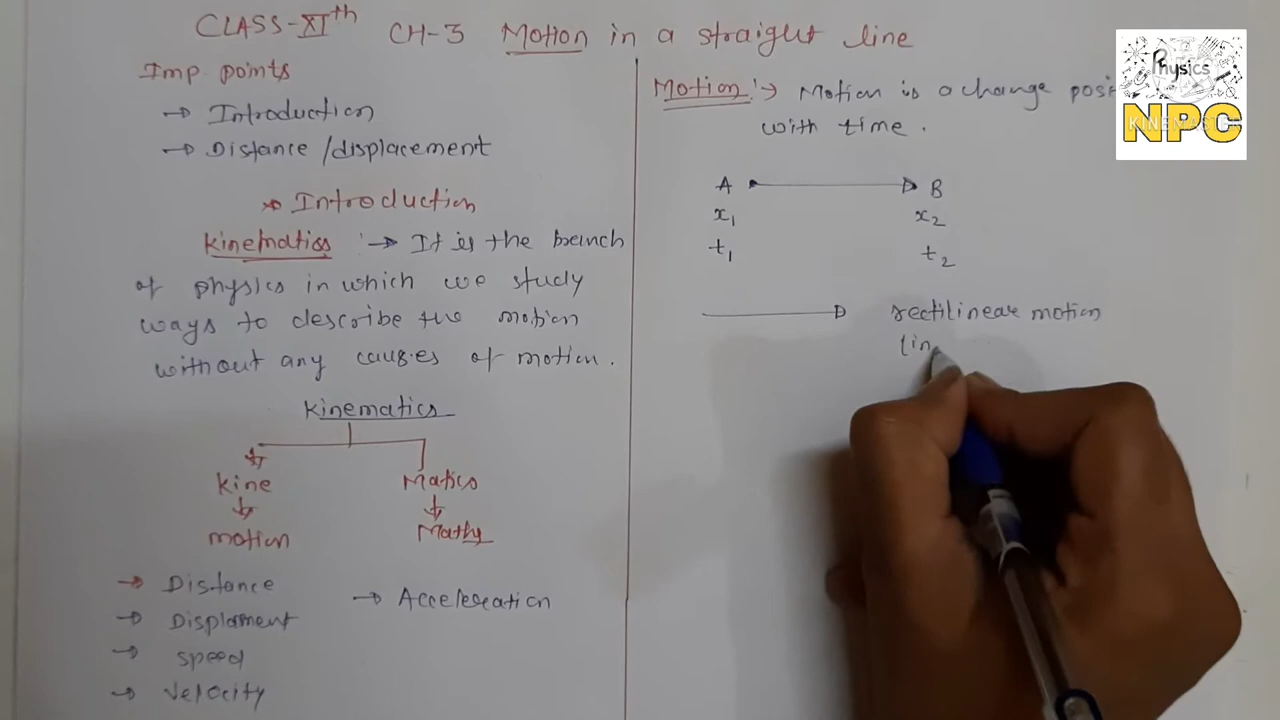 CLASS-XIth CH-3 Motion in a straight line
Imp. points
→ Introduction
→ Distance /displacement
→ Introduction
Kinematics :→ It is the branch
of physics in which we study
ways to describe the motion
without any causes of motion.
Kinematics
Kine Matics
motion Maths
→ Distance
→ Displament
→ speed
→ Velocity
→ Acceleration
Motion :→ Motion is a change posi
with time.
A B
x1 x2
t1 t2
rectilinear motion
(lin
Physics
NPC
KINEMASTER